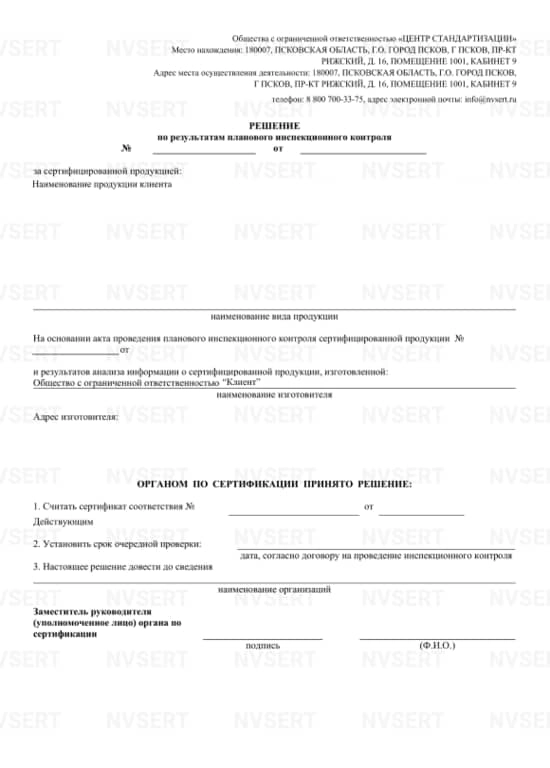 Общества с ограниченной ответственностью «ЦЕНТР СТАНДАРТИЗАЦИИ»
Место нахождения: 180007, ПСКОВСКАЯ ОБЛАСТЬ, Г.О. ГОРОД ПСКОВ, Г ПСКОВ, ПР-КТ
РИЖСКИЙ, Д. 16, ПОМЕЩЕНИЕ 1001, КАБИНЕТ 9
Адрес места осуществления деятельности: 180007, ПСКОВСКАЯ ОБЛАСТЬ, Г.О. ГОРОД ПСКОВ,
Г ПСКОВ, ПР-КТ РИЖСКИЙ, Д. 16, ПОМЕЩЕНИЕ 1001, КАБИНЕТ 9
телефон: 8 800 700-33-75, адрес электронной почты: info@nvsert.ru
РЕШЕНИЕ
по результатам планового инспекционного контроля
№ ____________ от ____________
за сертифицированной продукцией:
Наименование продукции клиента
наименование вида продукции
На основании акта проведения планового инспекционного контроля сертифицированной продукции №
____________от
и результатов анализа информации о сертифицированной продукции, изготовленной:
Общество с ограниченной ответственностью “Клиент”
наименование изготовителя
Адрес изготовителя:
ОРГАНОМ ПО СЕРТИФИКАЦИИ ПРИНЯТО РЕШЕНИЕ:
1. Считать сертификат соответствия № ____________ от ____________
Действующим
2. Установить срок очередной проверки:
дата, согласно договору на проведение инспекционного контроля
3. Настоящее решение довести до сведения
наименование организаций
Заместитель руководителя
(уполномоченное лицо) органа по
сертификации
подпись (Ф.И.О.)
NVSERT